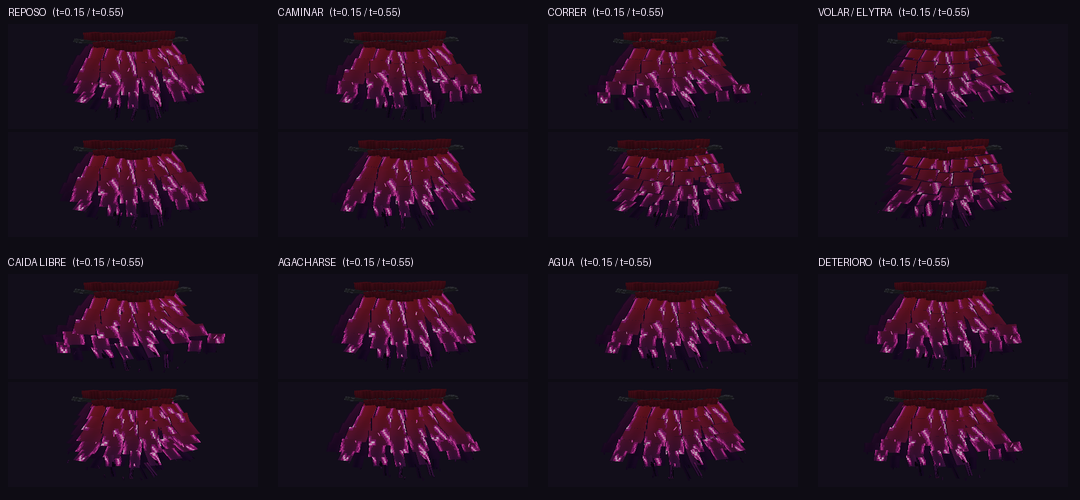 REPOSO (t=0.15 / t=0.55)
CAMINAR (t=0.15 / t=0.55)
CORRER (t=0.15 / t=0.55)
VOLAR / ELYTRA (t=0.15 / t=0.55)
CAIDA LIBRE (t=0.15 / t=0.55)
AGACHARSE (t=0.15 / t=0.55)
AGUA (t=0.15 / t=0.55)
DETERIORO (t=0.15 / t=0.55)